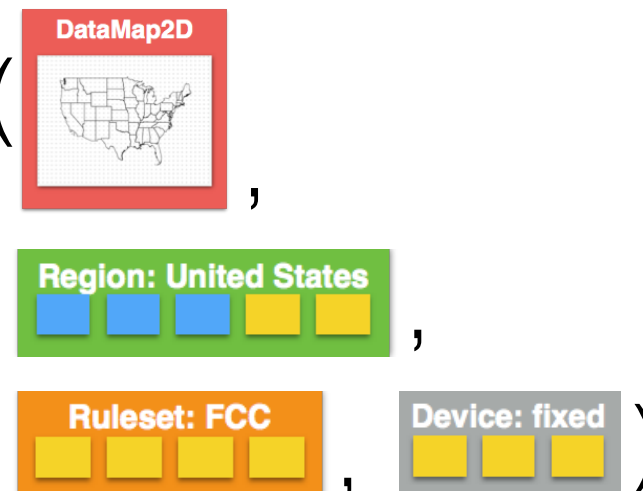 DataMap2D
(
,
Region: United States
,
Ruleset: FCC , Device: fixed )